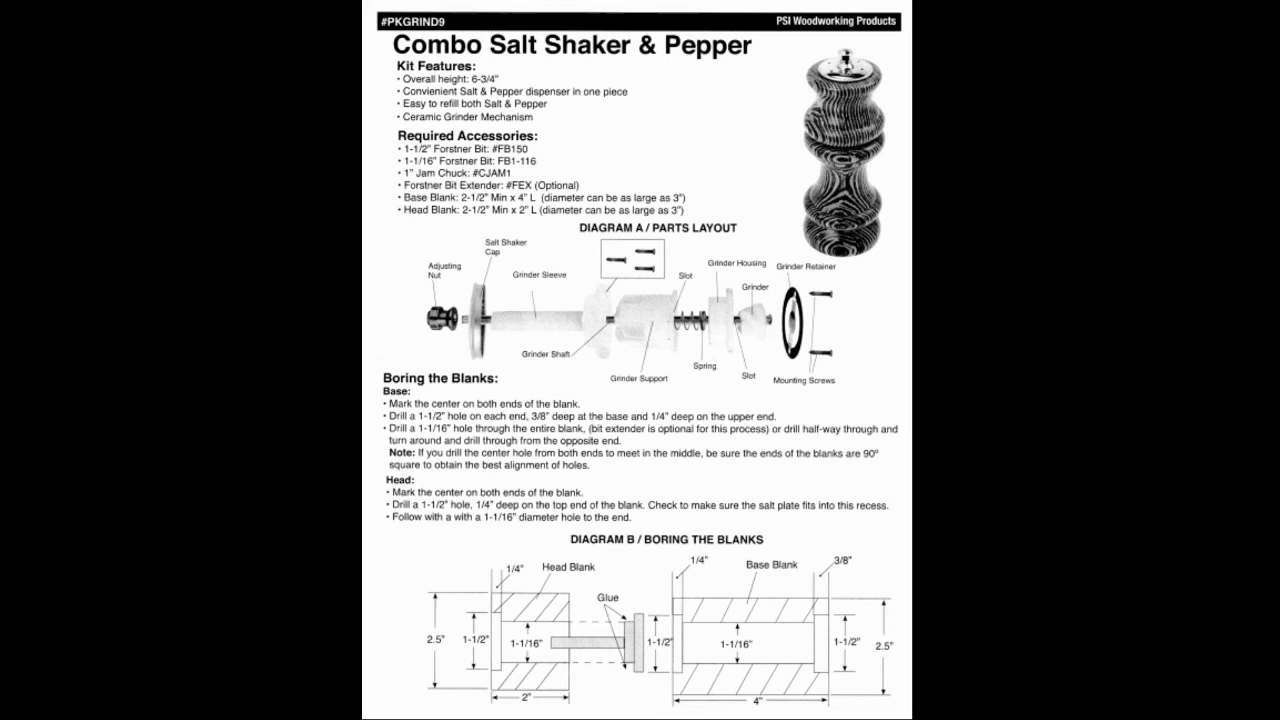 #PKGRIND9 PSI Woodworking Products
Combo Salt Shaker & Pepper
Kit Features:
• Overall height: 6-3/4"
• Convienient Salt & Pepper dispenser in one piece
• Easy to refill both Salt & Pepper
• Ceramic Grinder Mechanism
Required Accessories:
• 1-1/2" Forstner Bit: #FB150
• 1-1/16" Forstner Bit: FB1-116
• 1" Jam Chuck: #CJAM1
• Forstner Bit Extender: #FEX (Optional)
• Base Blank: 2-1/2" Min x 4" L (diameter can be as large as 3")
• Head Blank: 2-1/2" Min x 2" L (diameter can be as large as 3")
DIAGRAM A / PARTS LAYOUT
Salt Shaker
Cap
Adjusting
Nut
Grinder Sleeve
Slot
Grinder Housing
Grinder Retainer
Grinder
Grinder Shaft
Grinder Support
Spring
Slot
Mounting Screws
Boring the Blanks:
Base:
• Mark the center on both ends of the blank.
• Drill a 1-1/2" hole on each end, 3/8" deep at the base and 1/4" deep on the upper end.
• Drill a 1-1/16" hole through the entire blank, (bit extender is optional for this process) or drill half-way through and
turn around and drill through from the opposite end.
Note: If you drill the center hole from both ends to meet in the middle, be sure the ends of the blanks are 90º
square to obtain the best alignment of holes.
Head:
• Mark the center on both ends of the blank.
• Drill a 1-1/2" hole, 1/4" deep on the top end of the blank. Check to make sure the salt plate fits into this recess.
• Follow with a with a 1-1/16" diameter hole to the end.
DIAGRAM B / BORING THE BLANKS
1/4" Head Blank 1/4" Base Blank 3/8"
Glue
2.5" 1-1/2" 1-1/16" 1-1/2" 1-1/16" 1-1/2" 2.5"
2" 4"